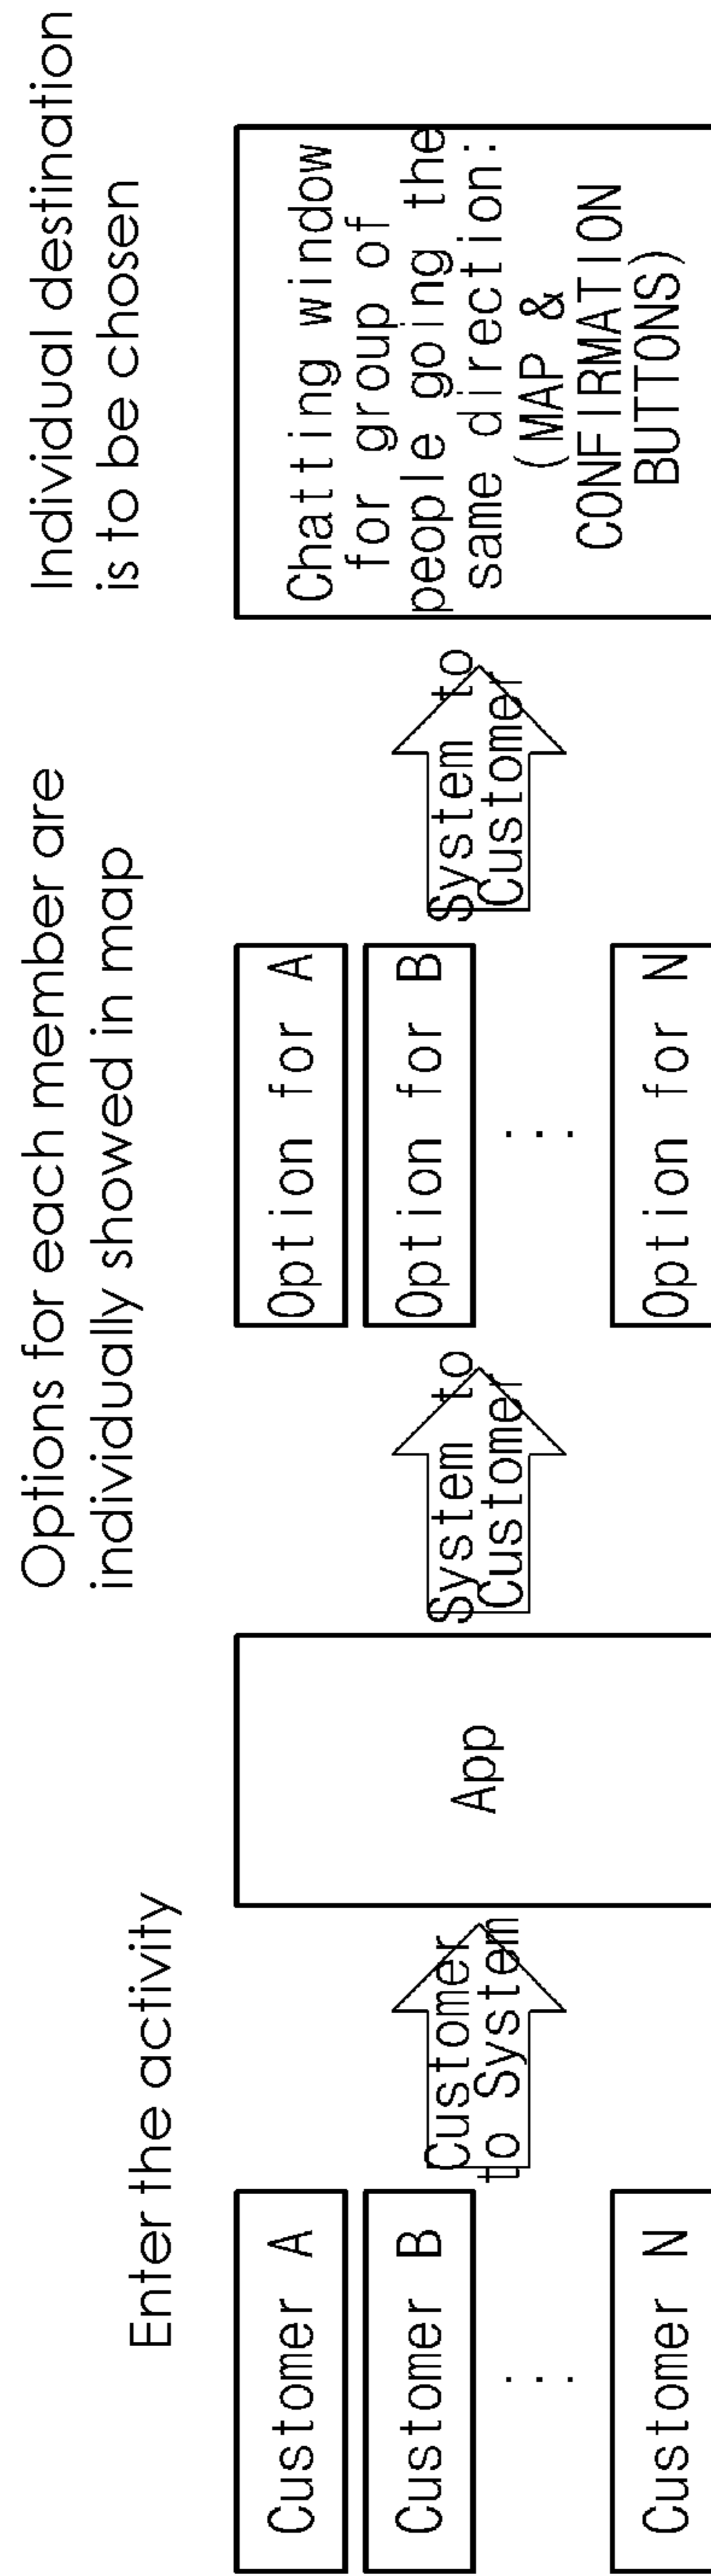 Enter the activity
Options for each member are
individually showed in map
Individual destination
is to be chosen
Customer A
Customer B
...
Customer N
Customer
to System
App
System to
Customer
Option for A
Option for B
...
Option for N
System to
Customer
Chatting window
for group of
people going the
same direction:
(MAP &
CONFIRMATION
BUTTONS)